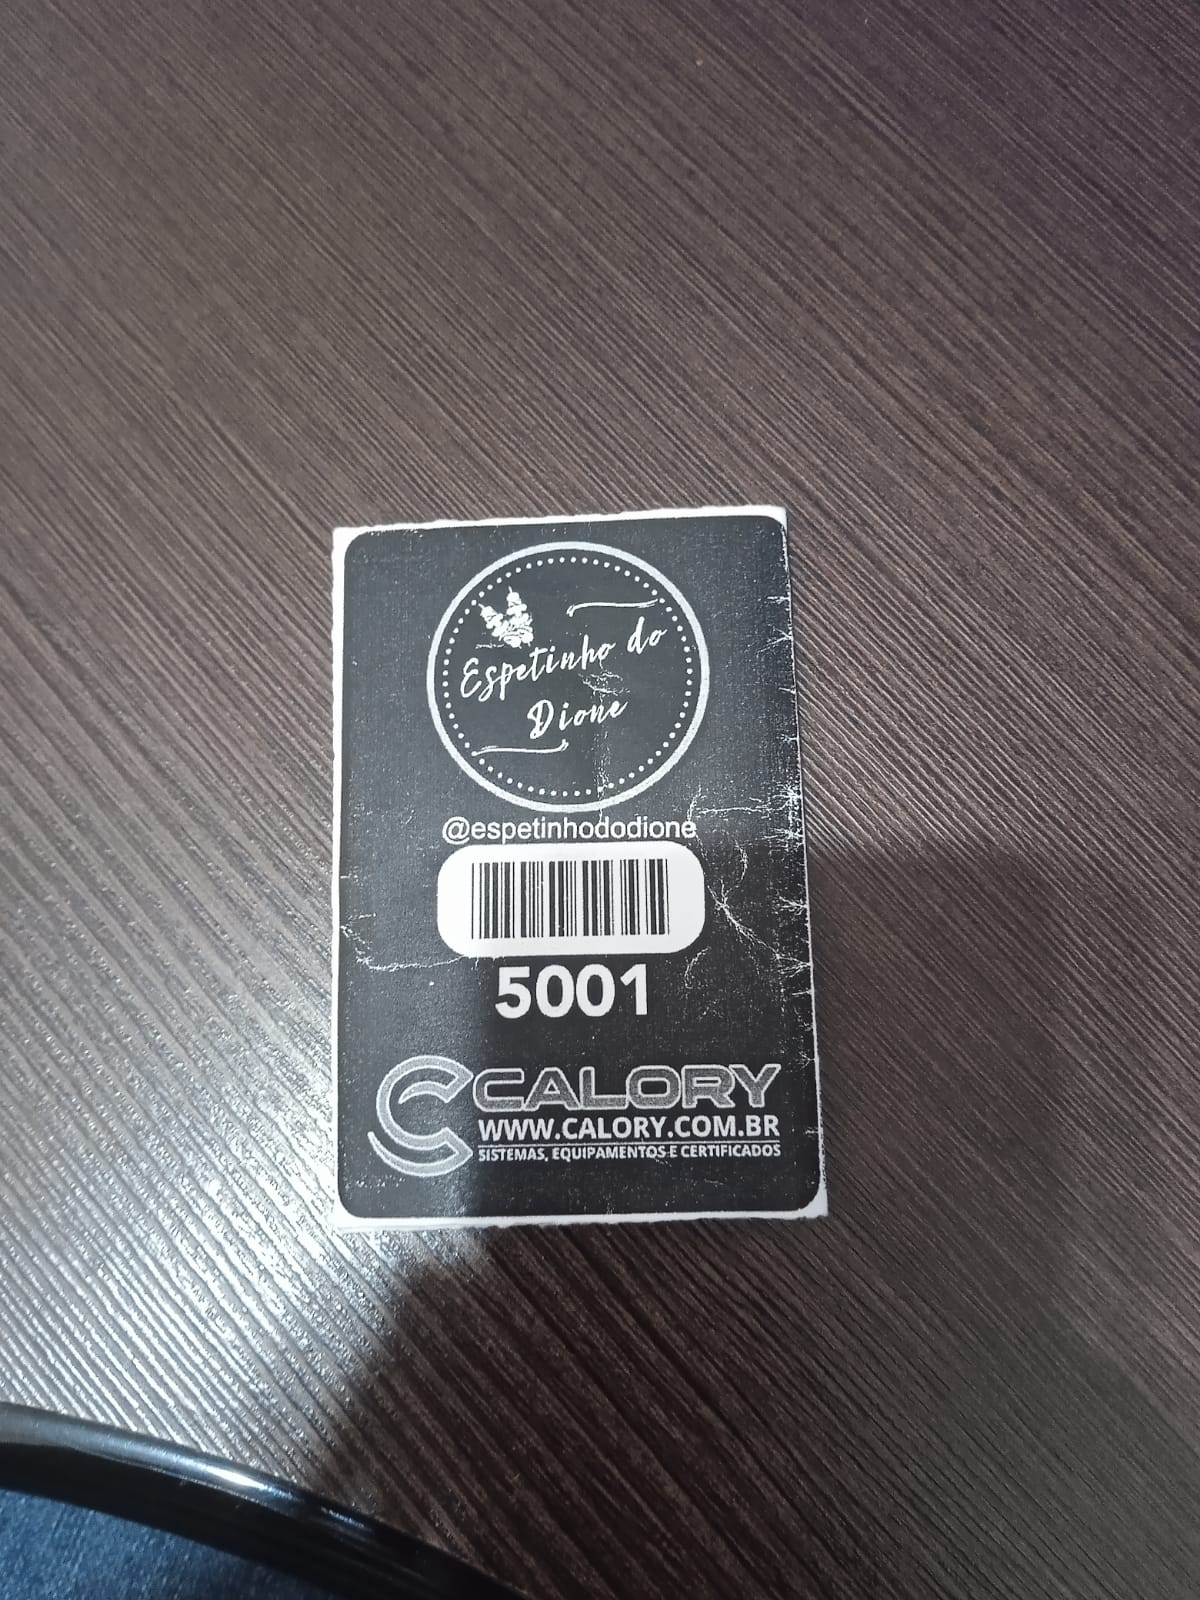 Espetinho do
Dione
@espetinhododione
5001
CALORY
WWW.CALORY.COM.BR
SISTEMAS, EQUIPAMENTOS E CERTIFICADOS